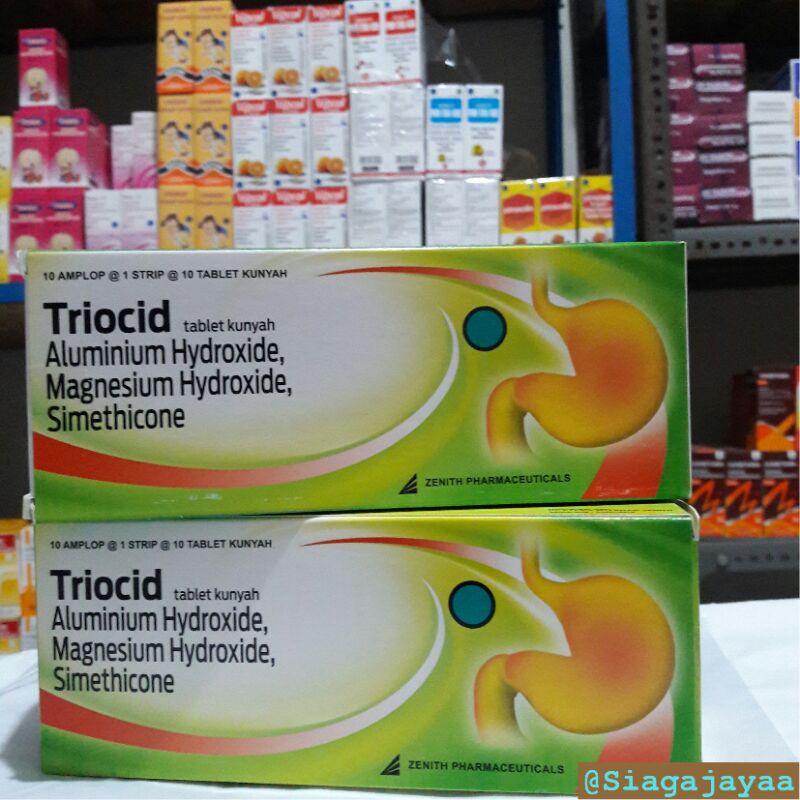 10 AMPLOP @ 1 STRIP @ 10 TABLET KUNYAH
Triocid tablet kunyah
Aluminium Hydroxide,
Magnesium Hydroxide,
Simethicone
ZENITH PHARMACEUTICALS
10 AMPLOP @ 1 STRIP @ 10 TABLET KUNYAH
Triocid tablet kunyah
Aluminium Hydroxide,
Magnesium Hydroxide,
Simethicone
ZENITH PHARMACEUTICALS
@Siagajayaa